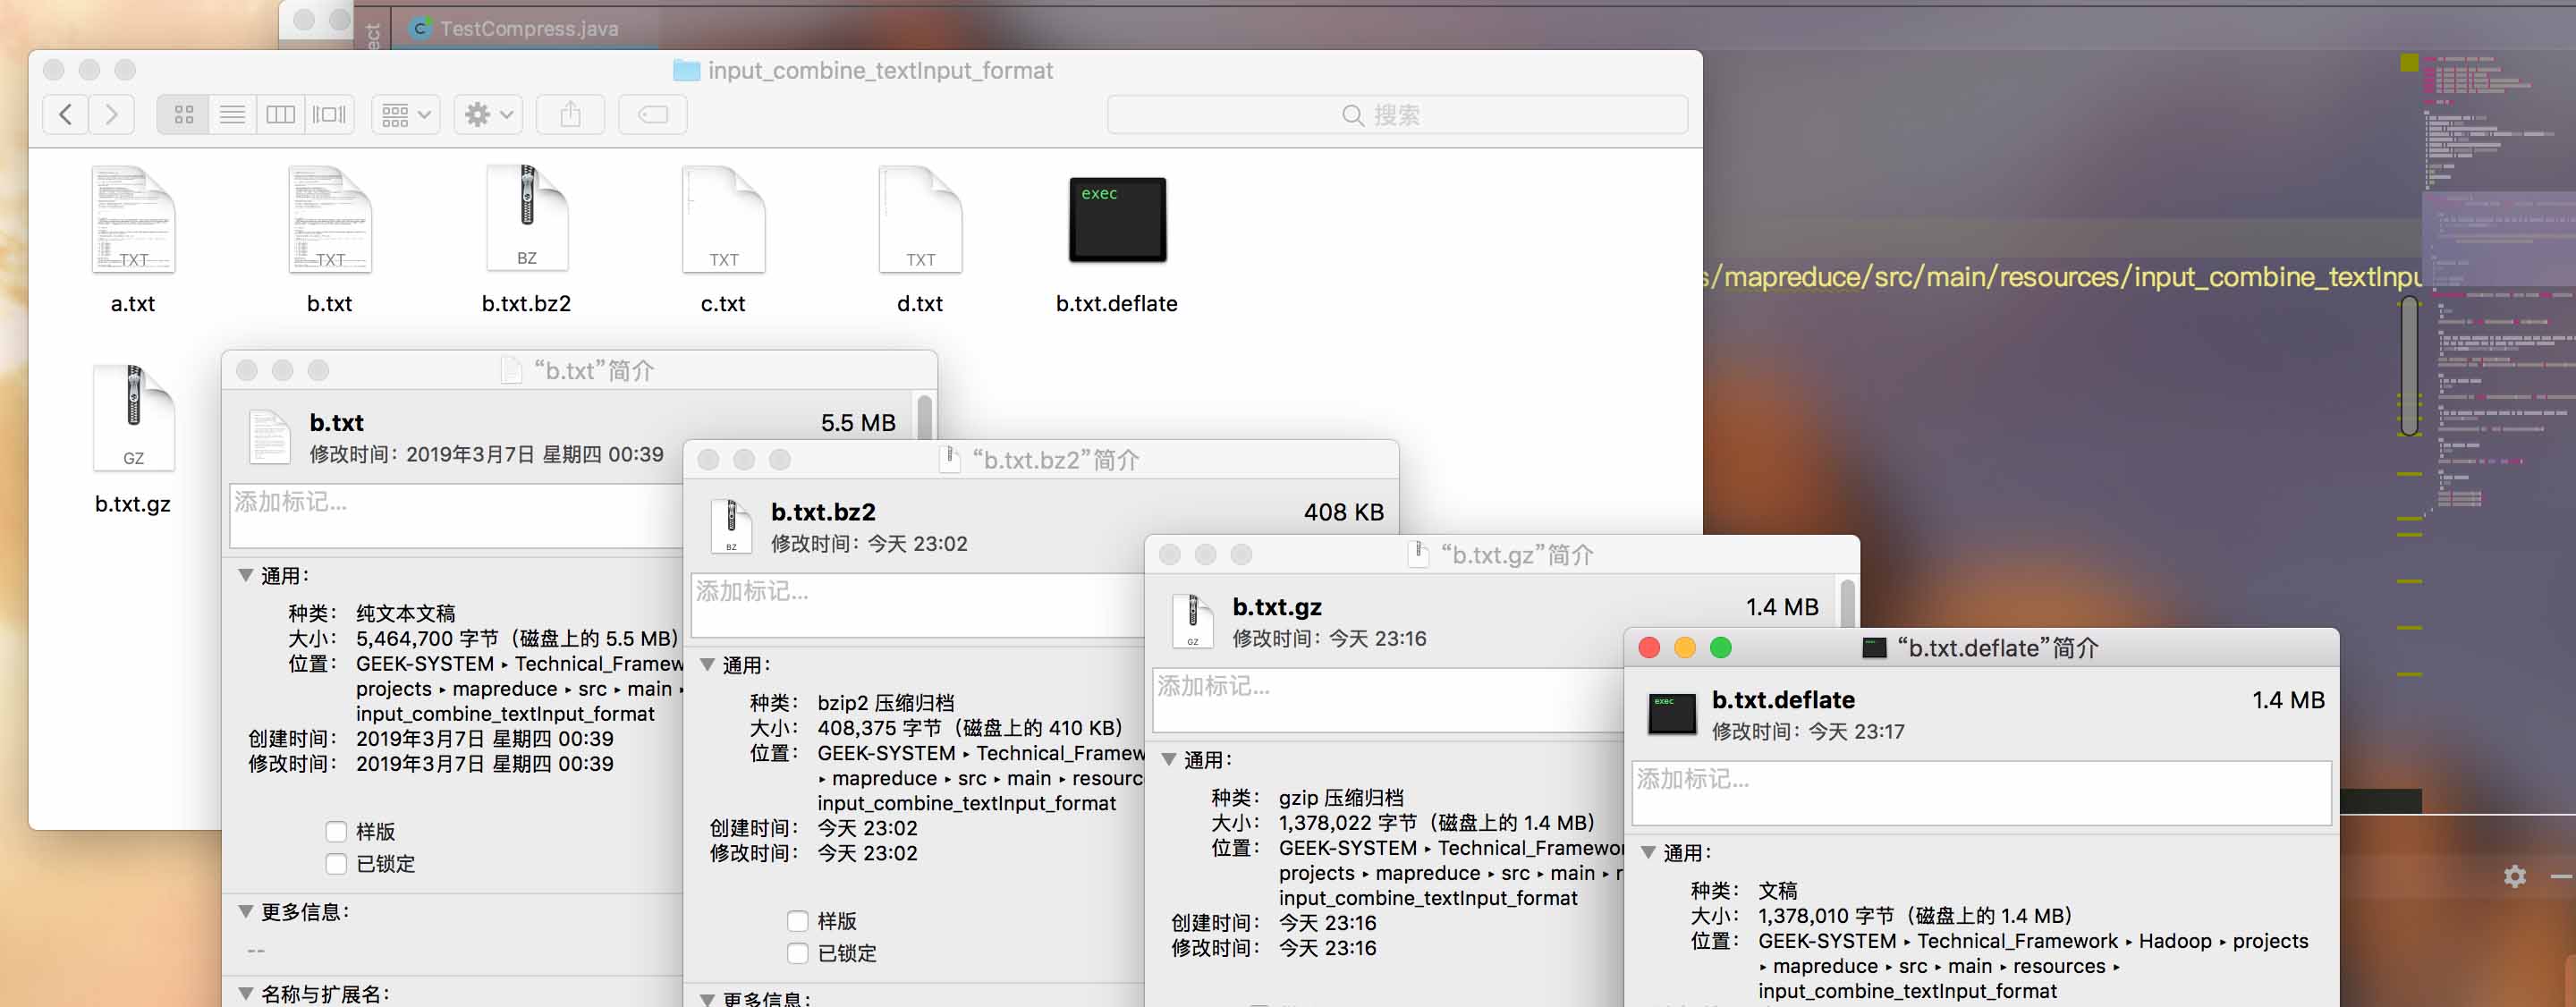 ect
TestCompress.java
input_combine_textInput_format
搜索
TXT
TXT
BZ
TXT
TXT
exec
a.txt
b.txt
b.txt.bz2
c.txt
d.txt
b.txt.deflate
s/mapreduce/src/main/resources/input_combine_textInpu
GZ
b.txt.gz
“b.txt”简介
b.txt
5.5 MB
修改时间：2019年3月7日 星期四 00:39
添加标记...
通用：
种类： 纯文本文稿
大小： 5,464,700 字节（磁盘上的 5.5 MB）
位置： GEEK-SYSTEM ▸ Technical_Framew
projects ▸ mapreduce ▸ src ▸ main ▸
input_combine_textInput_format
创建时间： 2019年3月7日 星期四 00:39
修改时间： 2019年3月7日 星期四 00:39
样版
已锁定
更多信息：
--
名称与扩展名：
“b.txt.bz2”简介
BZ
b.txt.bz2
408 KB
修改时间：今天 23:02
添加标记...
通用：
种类： bzip2 压缩归档
大小： 408,375 字节（磁盘上的 410 KB）
位置： GEEK-SYSTEM ▸ Technical_Framew
▸ mapreduce ▸ src ▸ main ▸ resourc
input_combine_textInput_format
创建时间： 今天 23:02
修改时间： 今天 23:02
样版
已锁定
更多信息：
“b.txt.gz”简介
GZ
b.txt.gz
1.4 MB
修改时间：今天 23:16
添加标记...
通用：
种类： gzip 压缩归档
大小： 1,378,022 字节（磁盘上的 1.4 MB）
位置： GEEK-SYSTEM ▸ Technical_Framewor
projects ▸ mapreduce ▸ src ▸ main ▸ r
input_combine_textInput_format
创建时间： 今天 23:16
修改时间： 今天 23:16
“b.txt.deflate”简介
exec
b.txt.deflate
1.4 MB
修改时间：今天 23:17
添加标记...
通用：
种类： 文稿
大小： 1,378,010 字节（磁盘上的 1.4 MB）
位置： GEEK-SYSTEM ▸ Technical_Framework ▸ Hadoop ▸ projects
▸ mapreduce ▸ src ▸ main ▸ resources ▸
input_combine_textInput_format